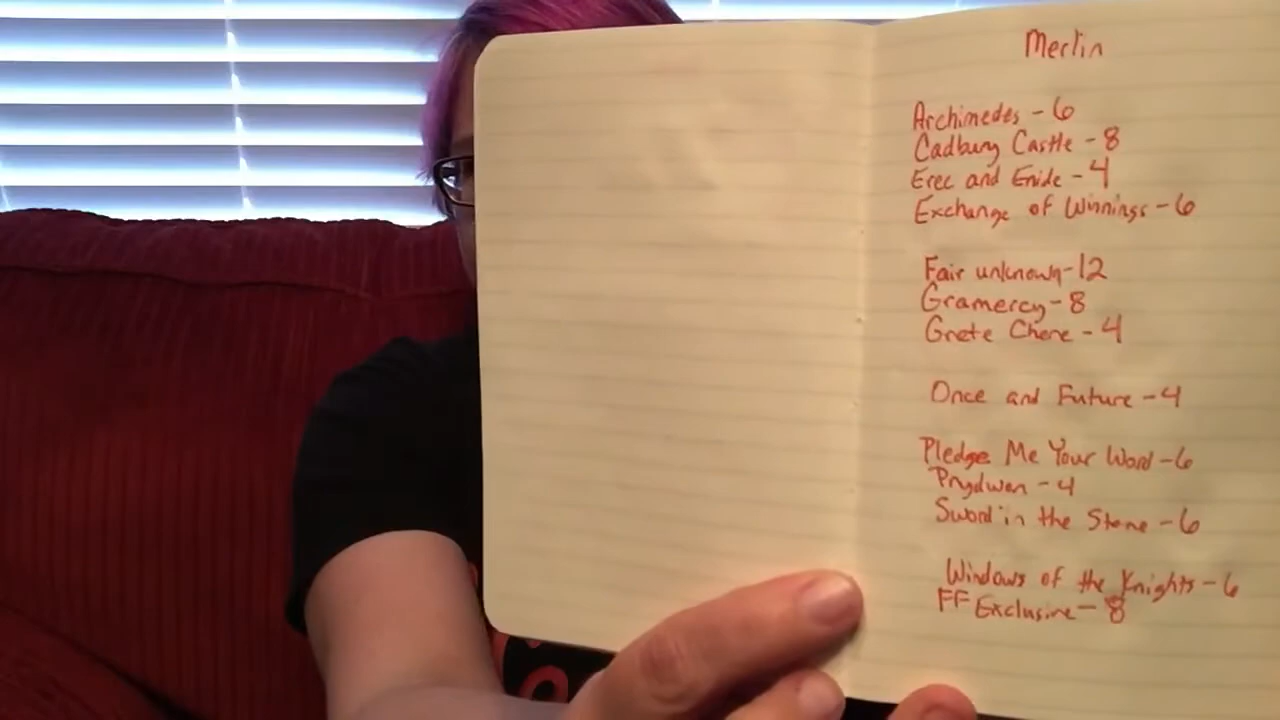 Merlin
Archimedes - 6
Cadbury Castle - 8
Erec and Enide - 4
Exchange of Winnings - 6
Fair unknown - 12
Gramercy - 8
Grete Chere - 4
Once and Future - 4
Pledge Me Your Word - 6
Prydwen - 4
Sword in the Stone - 6
Windows of the Knights - 6
FF Exclusive - 8